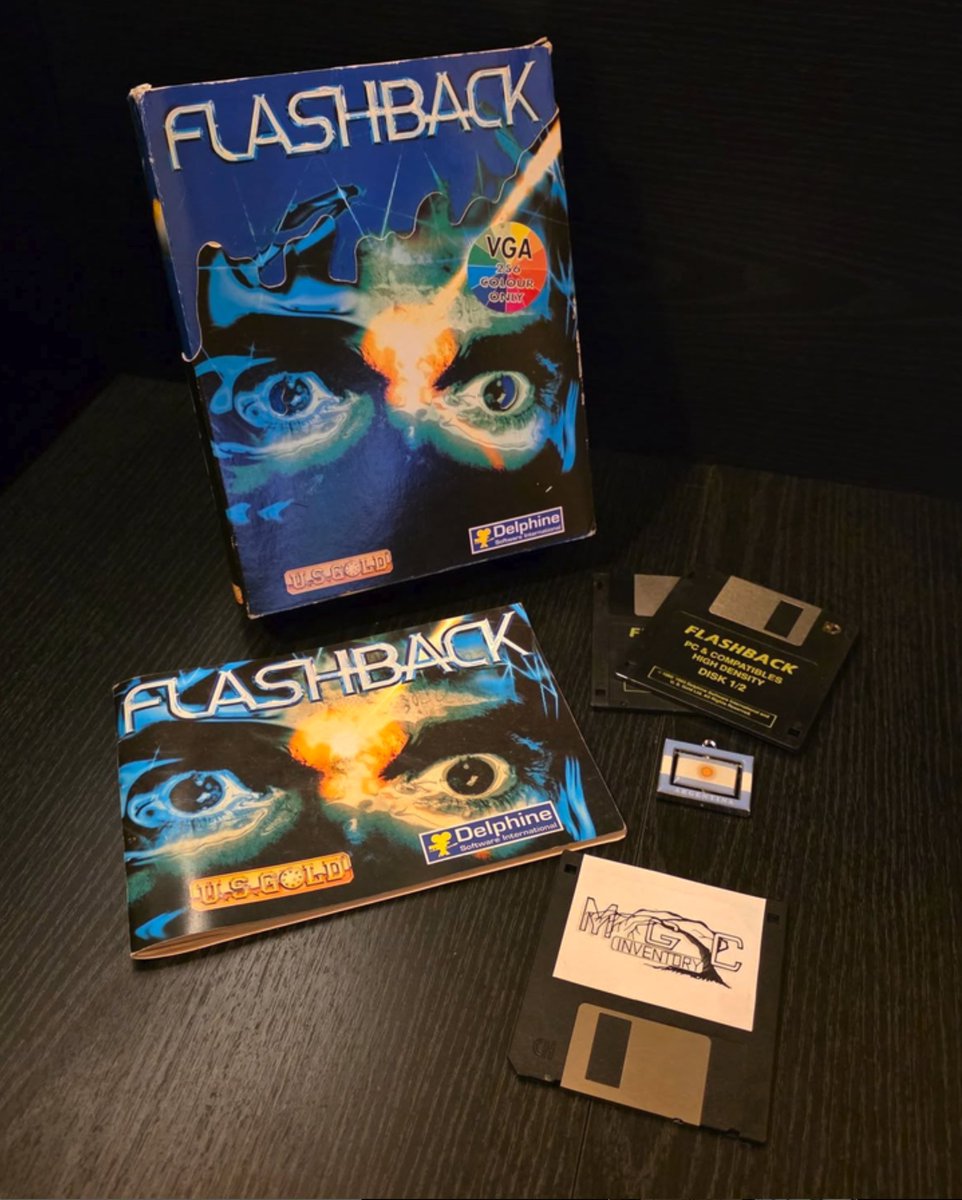 FLASHBACK
VGA
256
COLOUR
ONLY
Delphine
Software International
U.S.GOLD
FLASHBACK
Delphine
Software International
U.S.GOLD
F
FLASHBACK
PC & COMPATIBLES
HIGH DENSITY
DISK 1/2
ARGENTINA
MAGIC
INVENTORY